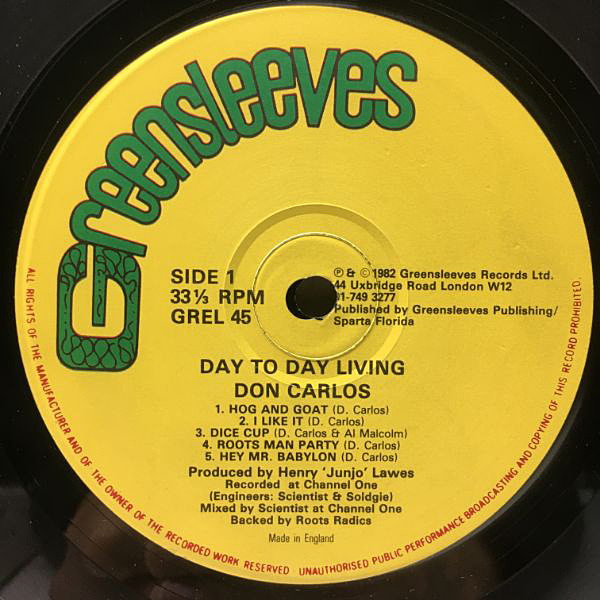 Greensleeves
SIDE 1
33⅓ RPM
GREL 45
℗ & © 1982 Greensleeves Records Ltd.
44 Uxbridge Road London W12
01-749 3277
Published by Greensleeves Publishing/
Sparta Florida
DAY TO DAY LIVING
DON CARLOS
1. HOG AND GOAT (D. Carlos)
2. I LIKE IT (D. Carlos)
3. DICE CUP (D. Carlos & Al Malcolm)
4. ROOTS MAN PARTY (D. Carlos)
5. HEY MR. BABYLON (D. Carlos)
Produced by Henry 'Junjo' Lawes
Recorded at Channel One
(Engineers: Scientist & Soldgie)
Mixed by Scientist at Channel One
Backed by Roots Radics
Made in England
ALL RIGHTS OF THE MANUFACTURER AND OF THE OWNER OF THE RECORDED WORK RESERVED UNAUTHORISED PUBLIC PERFORMANCE BROADCASTING AND COPYING OF THIS RECORD PROHIBITED.